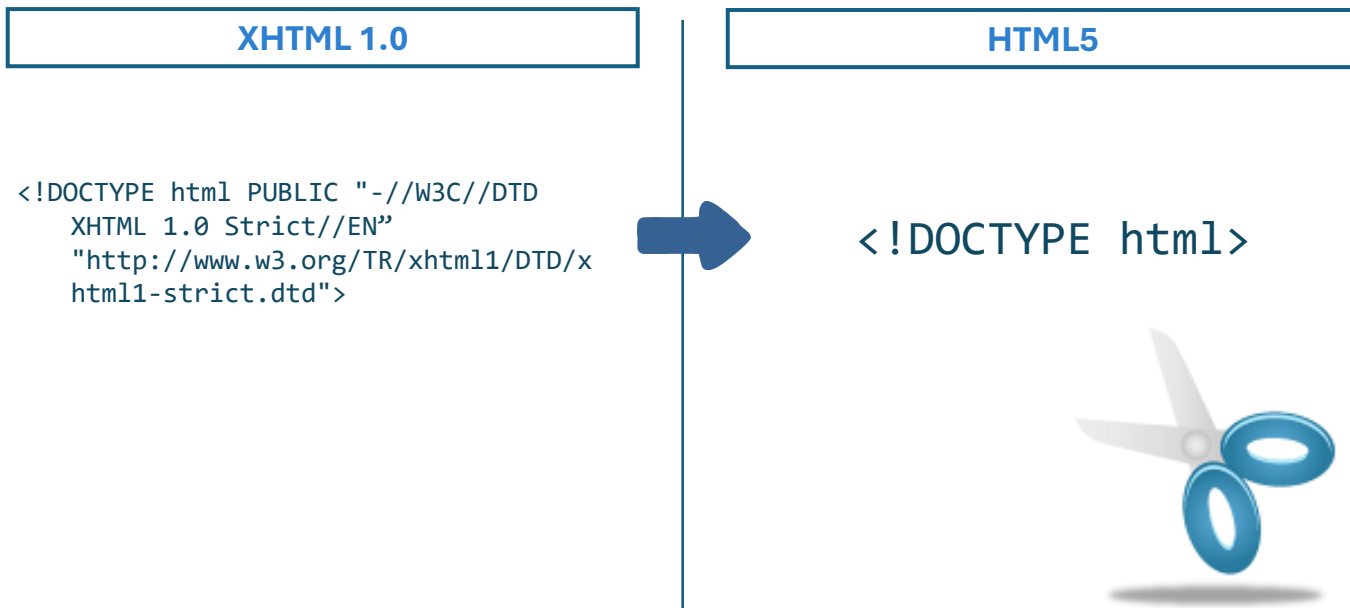 XHTML 1.0
<!DOCTYPE html PUBLIC "-//W3C//DTD
XHTML 1.0 Strict//EN”
"http://www.w3.org/TR/xhtml1/DTD/x
html1-strict.dtd">
HTML5
<!DOCTYPE html>